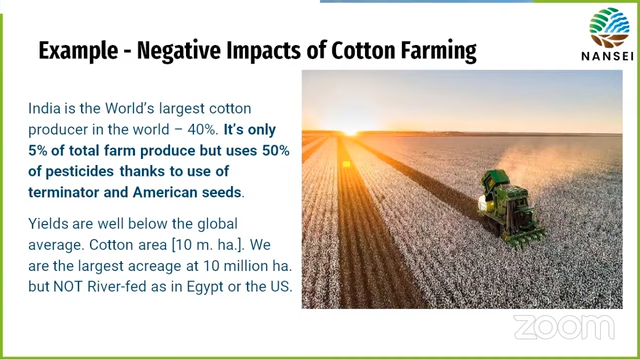 Example - Negative Impacts of Cotton Farming
NANSEI
India is the World's largest cotton
producer in the world – 40%. It's only
5% of total farm produce but uses 50%
of pesticides thanks to use of
terminator and American seeds.
Yields are well below the global
average. Cotton area [10 m. ha.]. We
are the largest acreage at 10 million ha.
but NOT River-fed as in Egypt or the US.
zoom